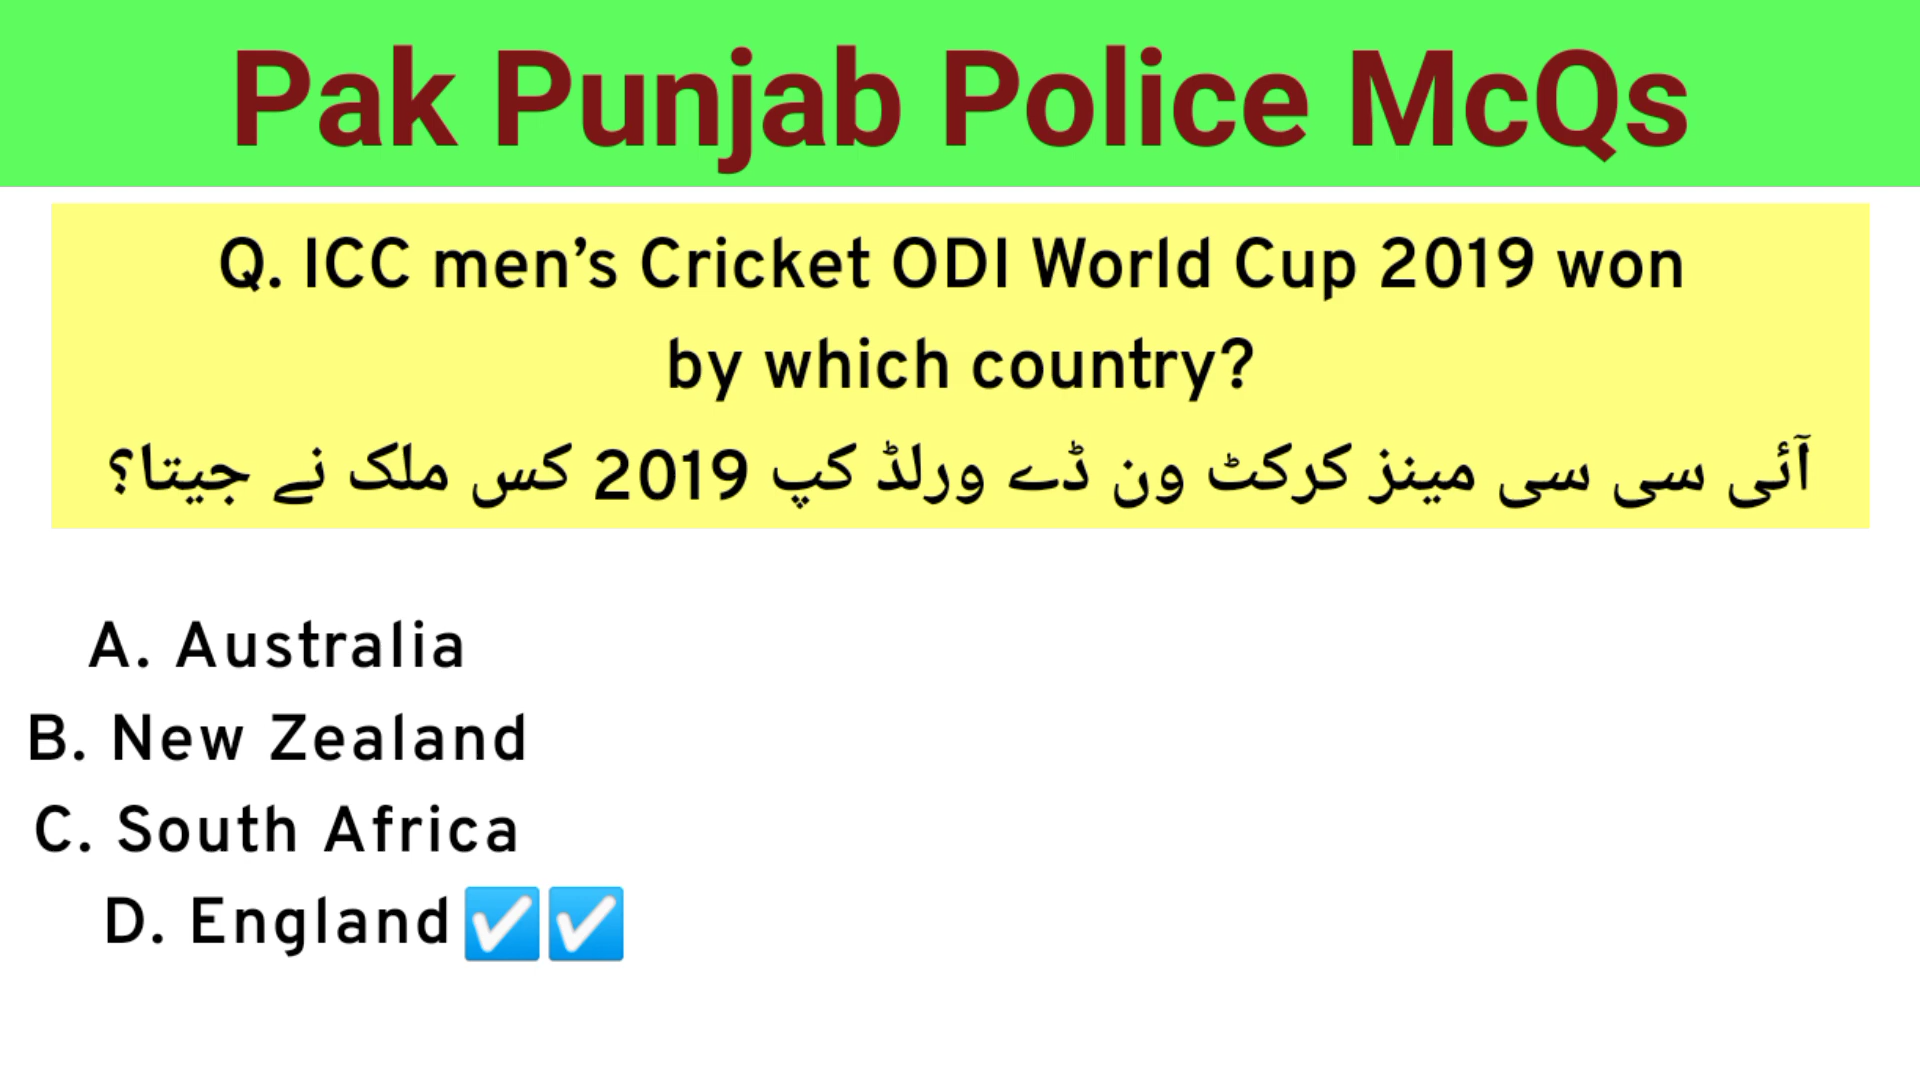 Pak Punjab Police McQs
Q. ICC men’s Cricket ODI World Cup 2019 won
by which country?
آئی سی سی مینز کرکٹ ون ڈے ورلڈ کپ 2019 کس ملک نے جیتا؟
A. Australia
B. New Zealand
C. South Africa
D. England ☑☑